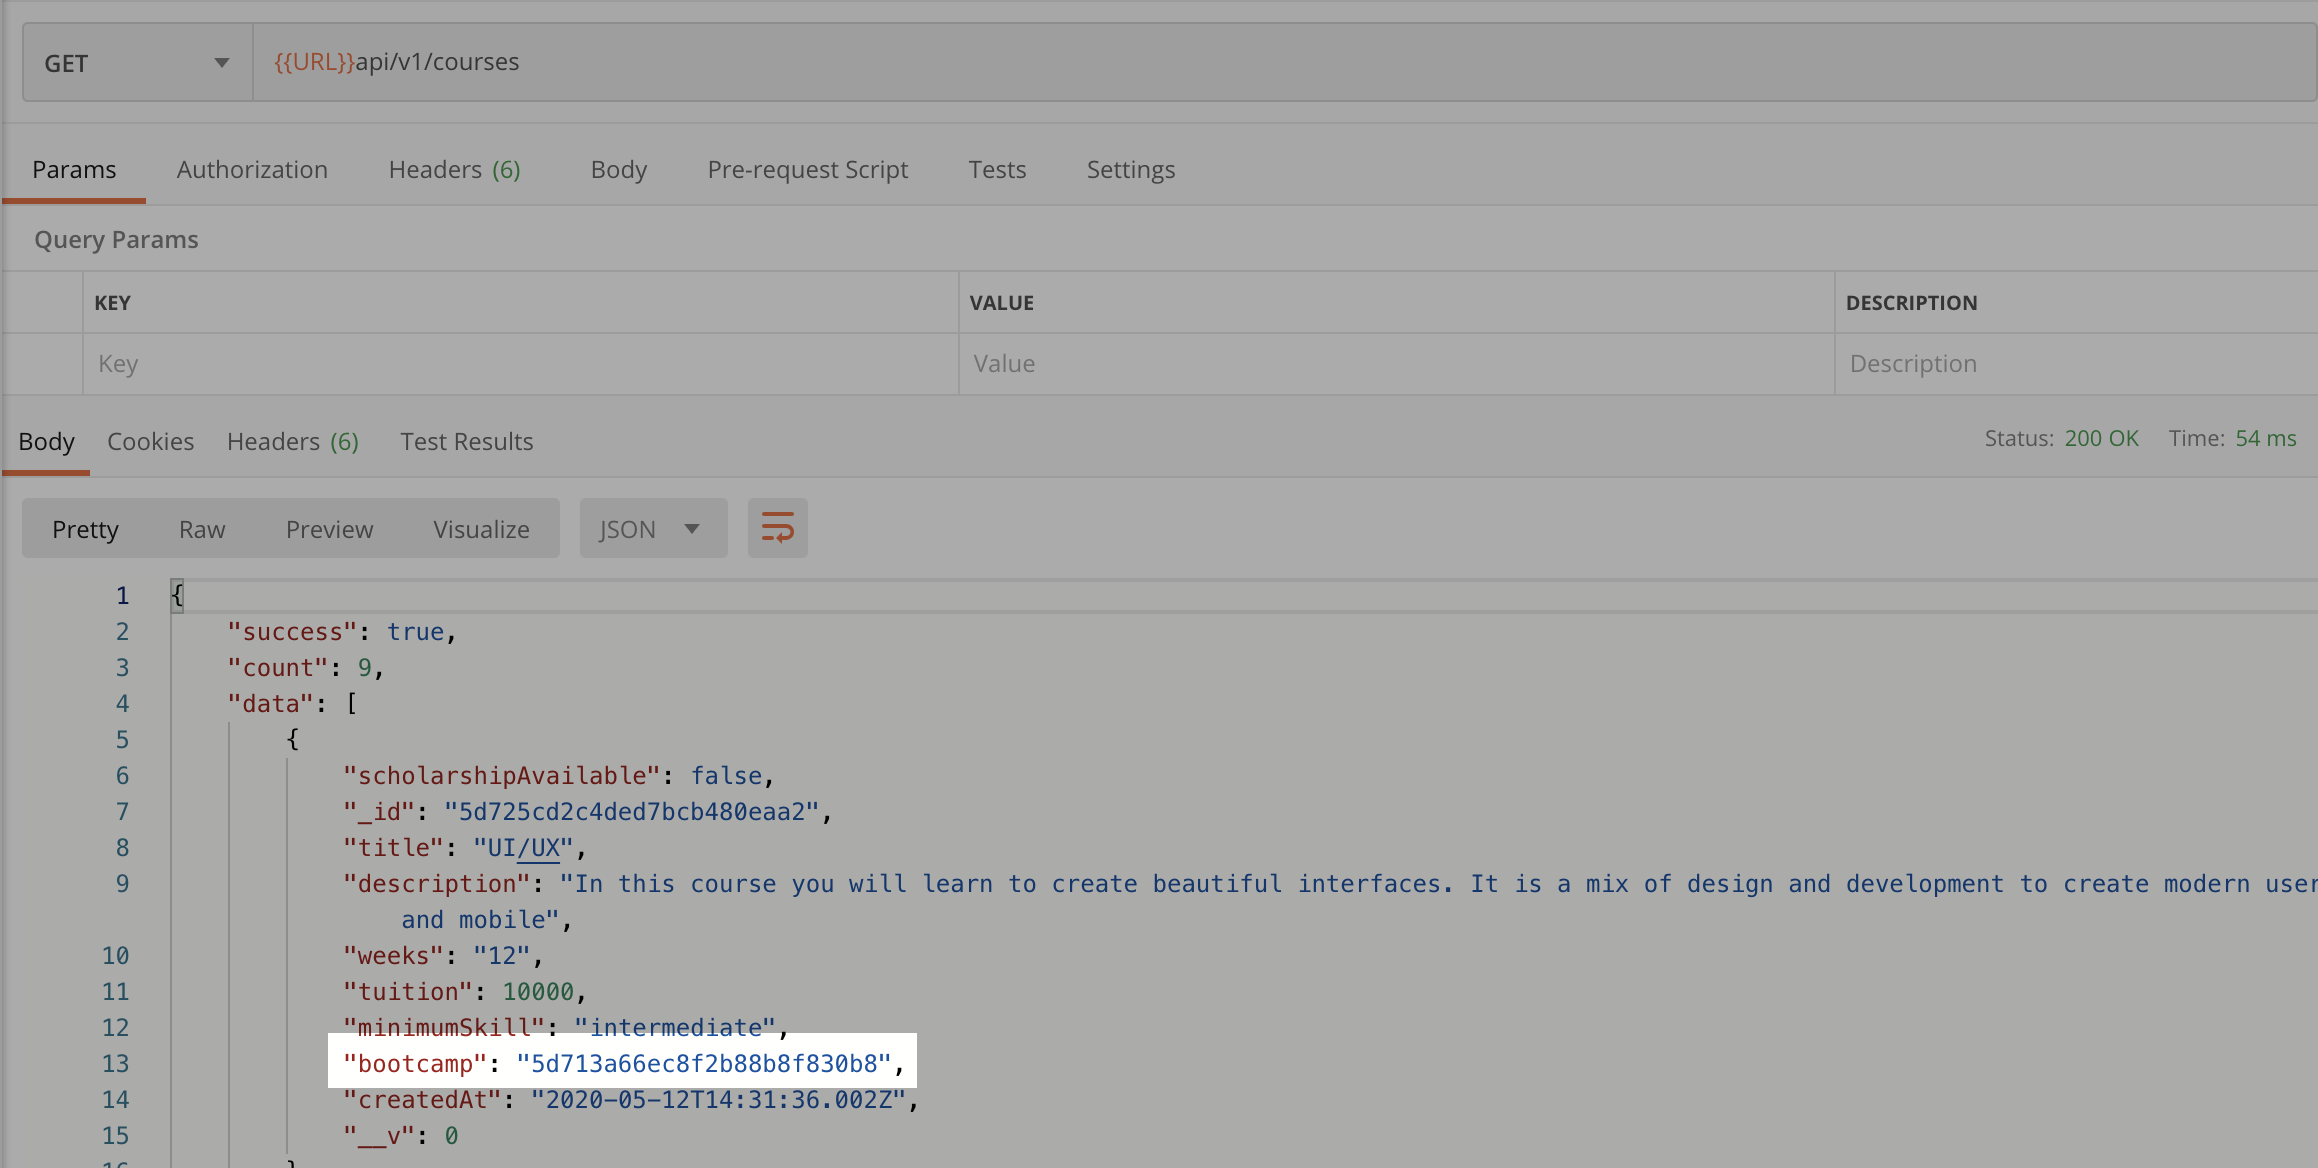 GET {{URL}}api/v1/courses
Params Authorization Headers (6) Body Pre-request Script Tests Settings
Query Params
KEY VALUE DESCRIPTION
Key Value Description
Body Cookies Headers (6) Test Results Status: 200 OK Time: 54 ms
Pretty Raw Preview Visualize JSON
1 {
2 "success": true,
3 "count": 9,
4 "data": [
5 {
6 "scholarshipAvailable": false,
7 "_id": "5d725cd2c4ded7bcb480eaa2",
8 "title": "UI/UX",
9 "description": "In this course you will learn to create beautiful interfaces. It is a mix of design and development to create modern user
and mobile",
10 "weeks": "12",
11 "tuition": 10000,
12 "minimumSkill": "intermediate",
13 "bootcamp": "5d713a66ec8f2b88b8f830b8",
14 "createdAt": "2020-05-12T14:31:36.002Z",
15 "__v": 0
16 }